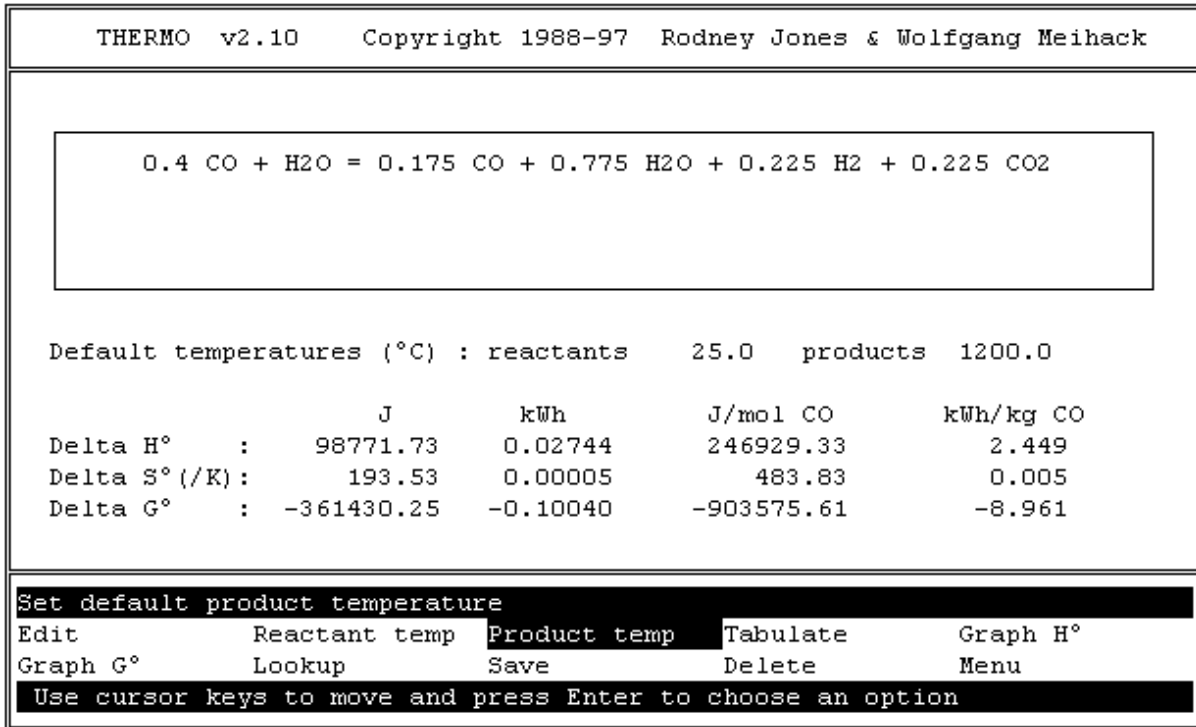 THERMO v2.10 Copyright 1988-97 Rodney Jones & Wolfgang Meihack
0.4 CO + H2O = 0.175 CO + 0.775 H2O + 0.225 H2 + 0.225 CO2
Default temperatures (°C) : reactants 25.0 products 1200.0
J kWh J/mol CO kWh/kg CO
Delta H° : 98771.73 0.02744 246929.33 2.449
Delta S°(/K): 193.53 0.00005 483.83 0.005
Delta G° : -361430.25 -0.10040 -903575.61 -8.961
Set default product temperature
Edit Reactant temp Product temp Tabulate Graph H°
Graph G° Lookup Save Delete Menu
Use cursor keys to move and press Enter to choose an option